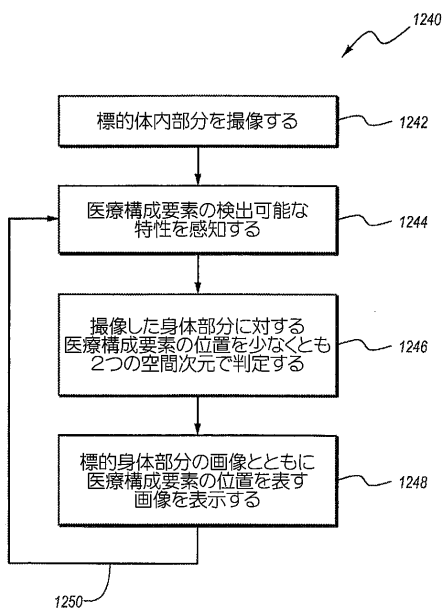 1240
標的体内部分を撮像する
1242
医療構成要素の検出可能な
特性を感知する
1244
撮像した身体部分に対する
医療構成要素の位置を少なくとも
2つの空間次元で判定する
1246
標的身体部分の画像とともに
医療構成要素の位置を表す
画像を表示する
1248
1250